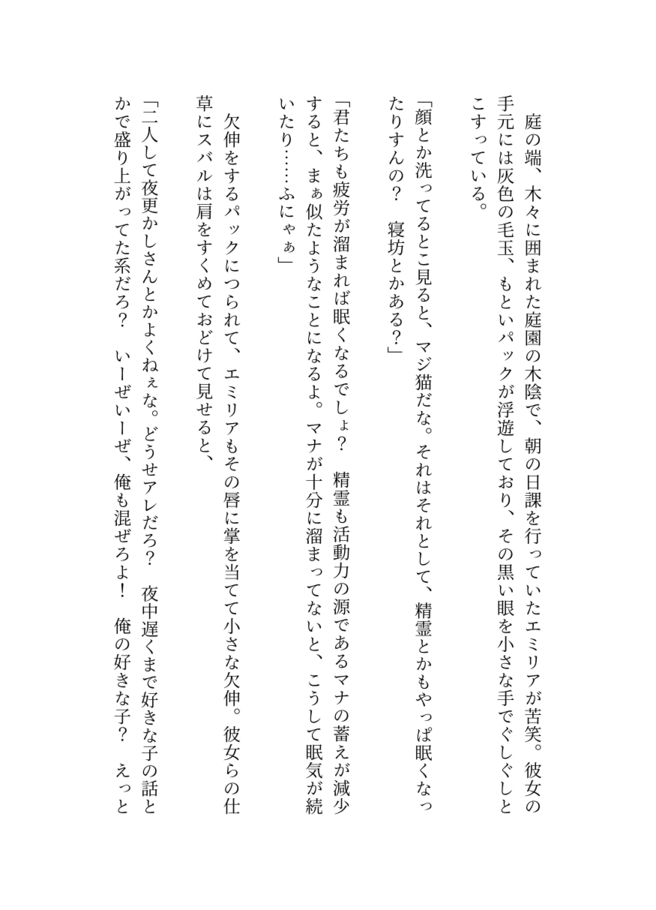 庭の端、木々に囲まれた庭園の木陰で、朝の日課を行っていたエミリアが苦笑。彼女の
手元には灰色の毛玉、もといパックが浮遊しており、その黒い眼を小さな手でぐしぐしと
こすっている。
「顔とか洗ってるとこ見ると、マジ猫だな。それはそれとして、精霊とかもやっぱ眠くなっ
たりすんの？　寝坊とかある？」
「君たちも疲労が溜まれば眠くなるでしょ？　精霊も活動力の源であるマナの蓄えが減少
すると、まぁ似たようなことになるよ。マナが十分に溜まってないと、こうして眠気が続
いたり……ふにゃぁ」
　欠伸をするパックにつられて、エミリアもその唇に掌を当てて小さな欠伸。彼女らの仕
草にスバルは肩をすくめておどけて見せると、
「二人して夜更かしさんとかよくねぇな。どうせアレだろ？　夜中遅くまで好きな子の話と
かで盛り上がってた系だろ？　いーぜいーぜ、俺も混ぜろよ！　俺の好きな子？　えっと